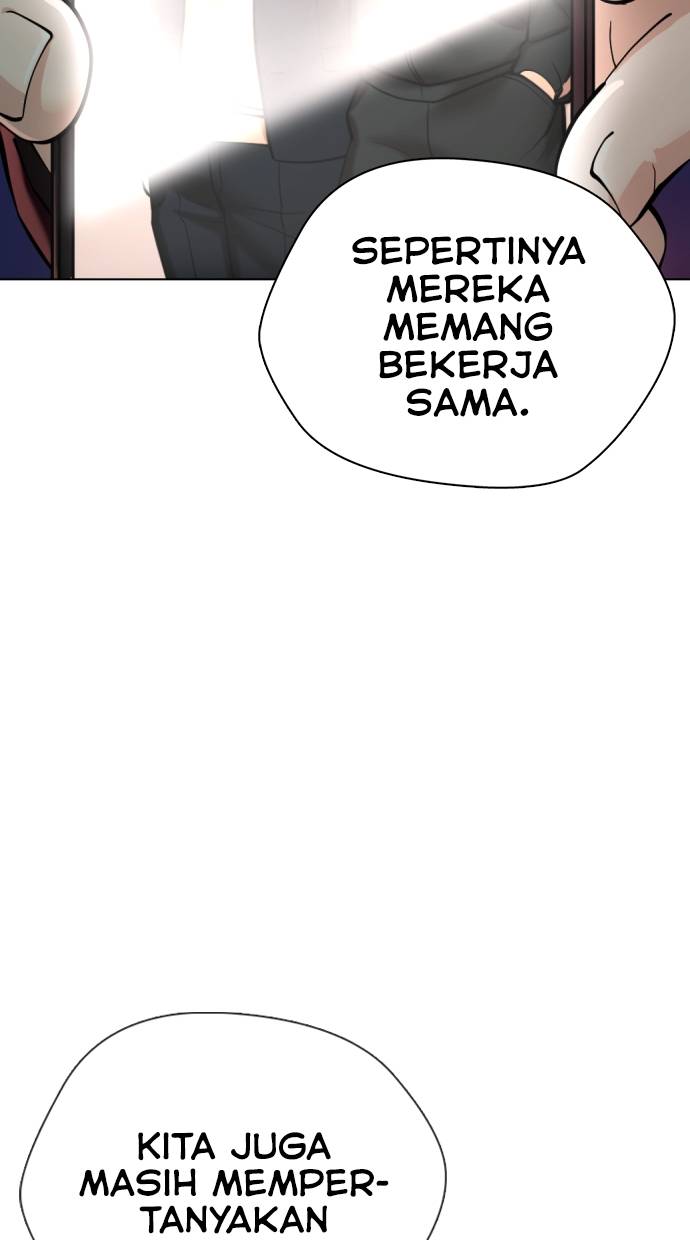 SEPERTINYA
MEREKA
MEMANG
BEKERJA
SAMA.
KITA JUGA
MASIH MEMPER-
TANYAKAN